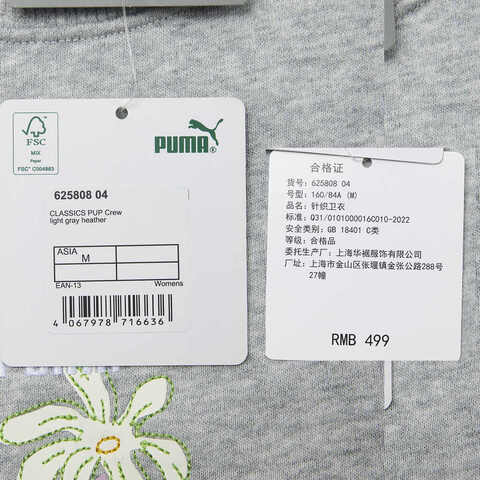 FSC
MIX
Paper
FSC® C004863
PUMA
625808 04
CLASSICS PUP Crew
light gray heather
ASIA
M
EAN-13 Womens
4 067978 716636
合格证
货号: 625808 04
型号: 160/84A (M)
品名: 针织卫衣
标准: Q31/0101000016C010-2022
安全类别: GB 18401 C类
等级: 合格品
委托生产厂: 上海华裾服饰有限公司
厂址: 上海市金山区张堰镇金张公路288号
27幢
RMB 499